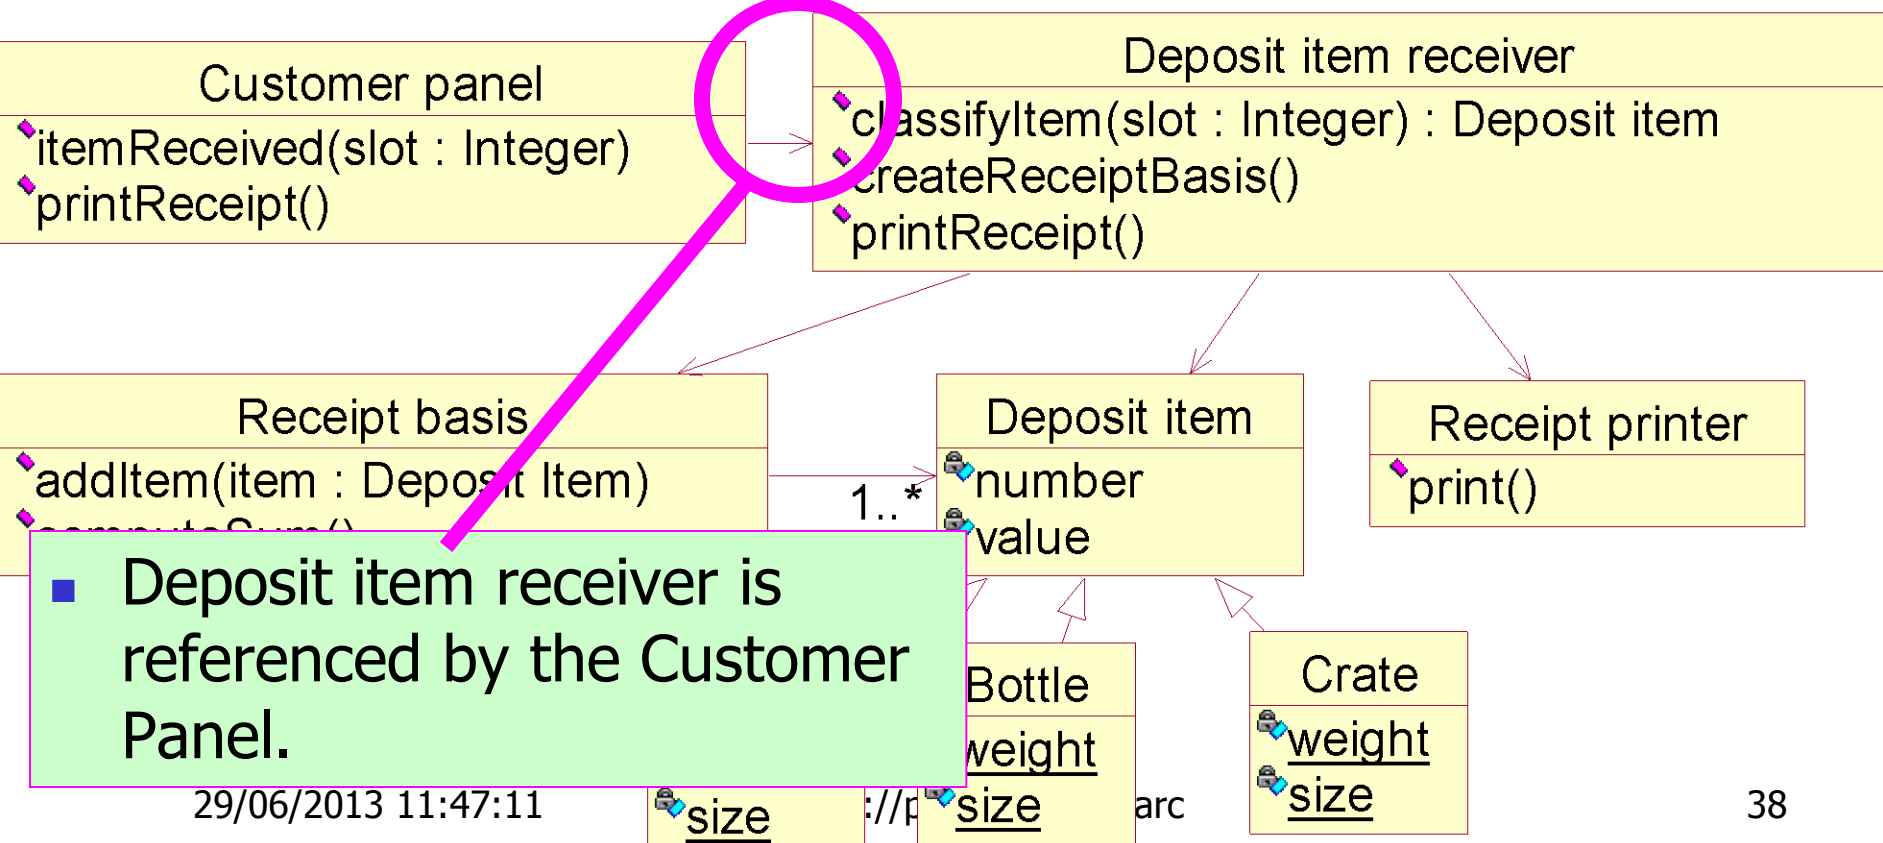 Customer panel
itemReceived(slot : Integer)
printReceipt()
Deposit item receiver
classifyItem(slot : Integer) : Deposit item
createReceiptBasis()
printReceipt()
Receipt basis
addItem(item : Deposit Item)
computeSum()
1..*
Deposit item
number
value
Receipt printer
print()
■ Deposit item receiver is
referenced by the Customer
Panel.
size
Bottle
weight
size
Crate
weight
size
29/06/2013 11:47:11
://p
arc
38